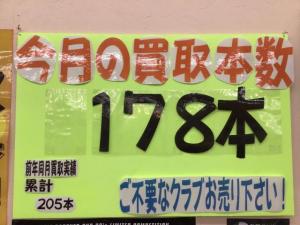 今月の買取本数
178本
前年同月買取実績
累計
205本
ご不要なクラブお売り下さい!